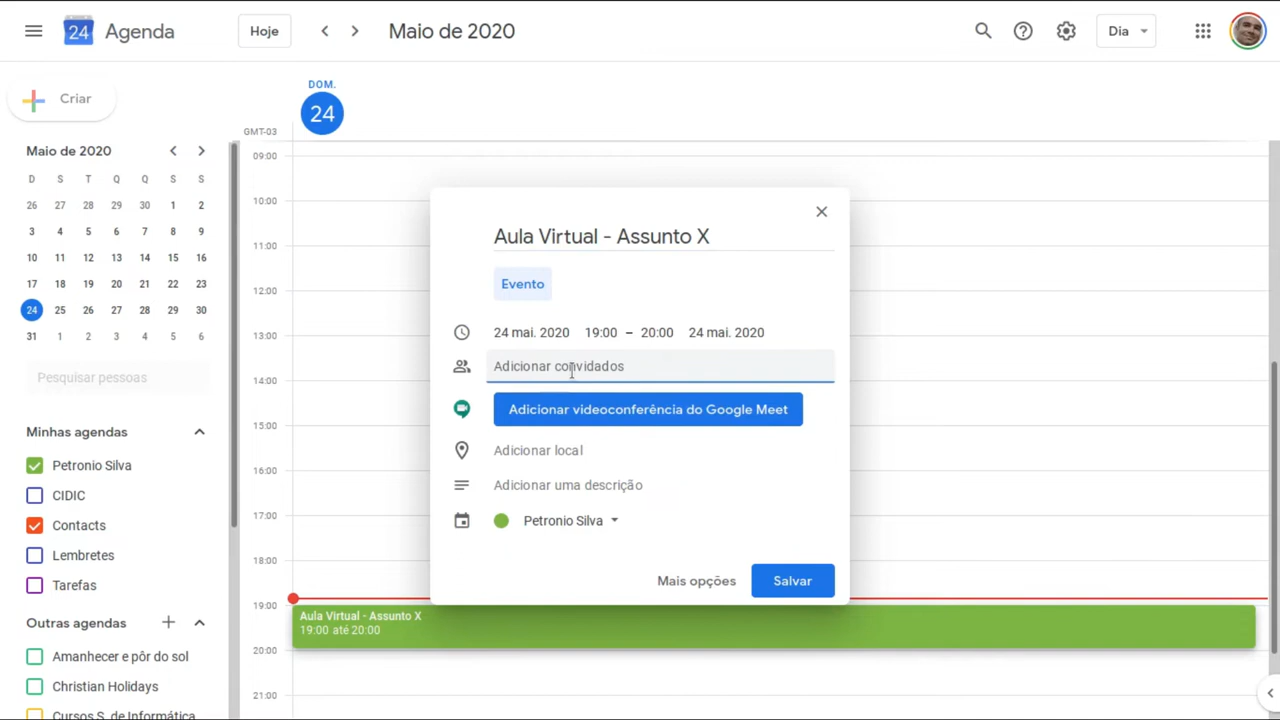 24 Agenda Hoje Maio de 2020 Dia
Criar
DOM.
24
GMT-03
Maio de 2020
D S T Q Q S S
26 27 28 29 30 1 2
3 4 5 6 7 8 9
10 11 12 13 14 15 16
17 18 19 20 21 22 23
24 25 26 27 28 29 30
31 1 2 3 4 5 6
Pesquisar pessoas
Minhas agendas
Petronio Silva
CIDIC
Contacts
Lembretes
Tarefas
Outras agendas
Amanhecer e pôr do sol
Christian Holidays
Cursos S. de Informática
09:00
10:00
11:00
12:00
13:00
14:00
15:00
16:00
17:00
18:00
19:00
20:00
21:00
Aula Virtual - Assunto X
Evento
24 mai. 2020 19:00 – 20:00 24 mai. 2020
Adicionar convidados
Adicionar videoconferência do Google Meet
Adicionar local
Adicionar uma descrição
Petronio Silva
Mais opções Salvar
Aula Virtual - Assunto X
19:00 até 20:00